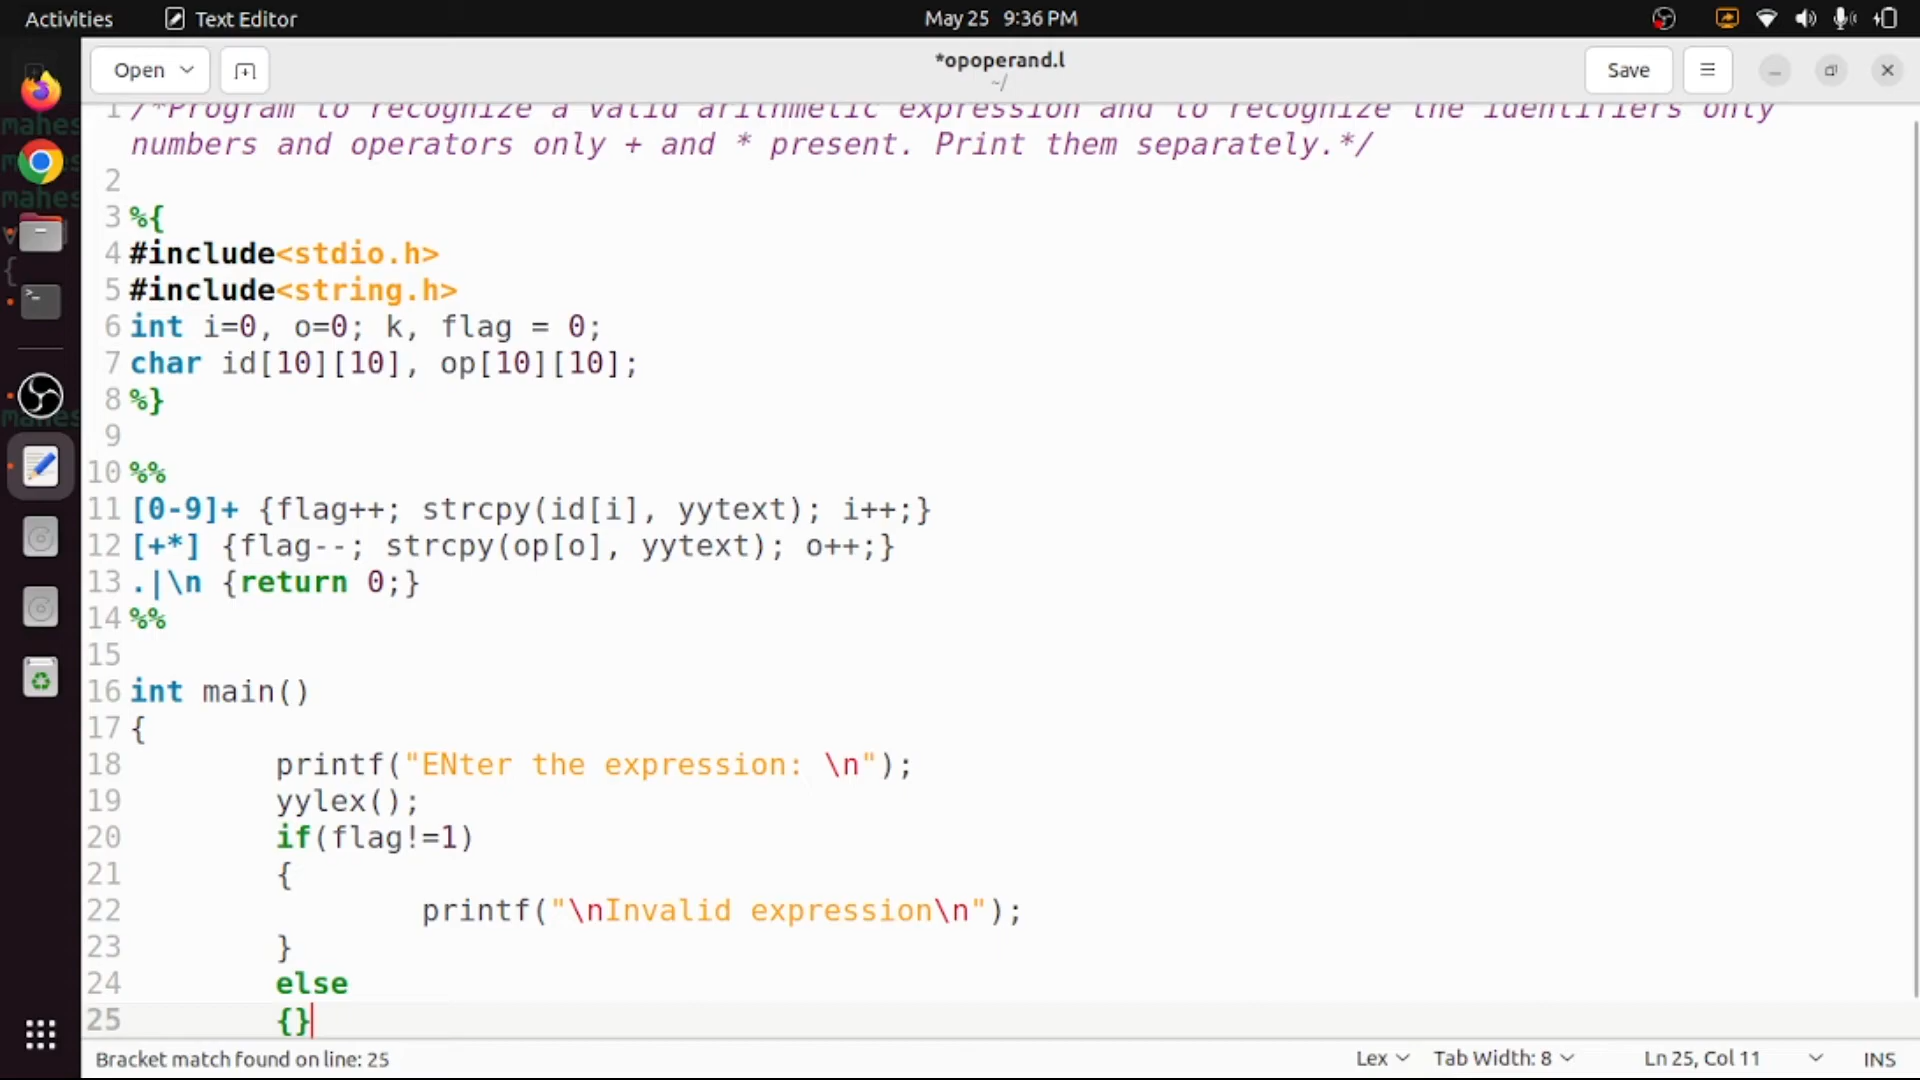 Activities Text Editor May 25 9:36 PM
Open *opoperand.l Save
~/
1 /*Program to recognize a valid arithmetic expression and to recognize the identifiers only
numbers and operators only + and * present. Print them separately.*/
2
3 %{
4 #include<stdio.h>
5 #include<string.h>
6 int i=0, o=0; k, flag = 0;
7 char id[10][10], op[10][10];
8 %}
9
10 %%
11 [0-9]+ {flag++; strcpy(id[i], yytext); i++;}
12 [+*] {flag--; strcpy(op[o], yytext); o++;}
13 .|\n {return 0;}
14 %%
15
16 int main()
17 {
18 printf("ENter the expression: \n");
19 yylex();
20 if(flag!=1)
21 {
22 printf("\nInvalid expression\n");
23 }
24 else
25 {}
Bracket match found on line: 25 Lex Tab Width: 8 Ln 25, Col 11 INS
mahes
mahes
mahes
{
mahes